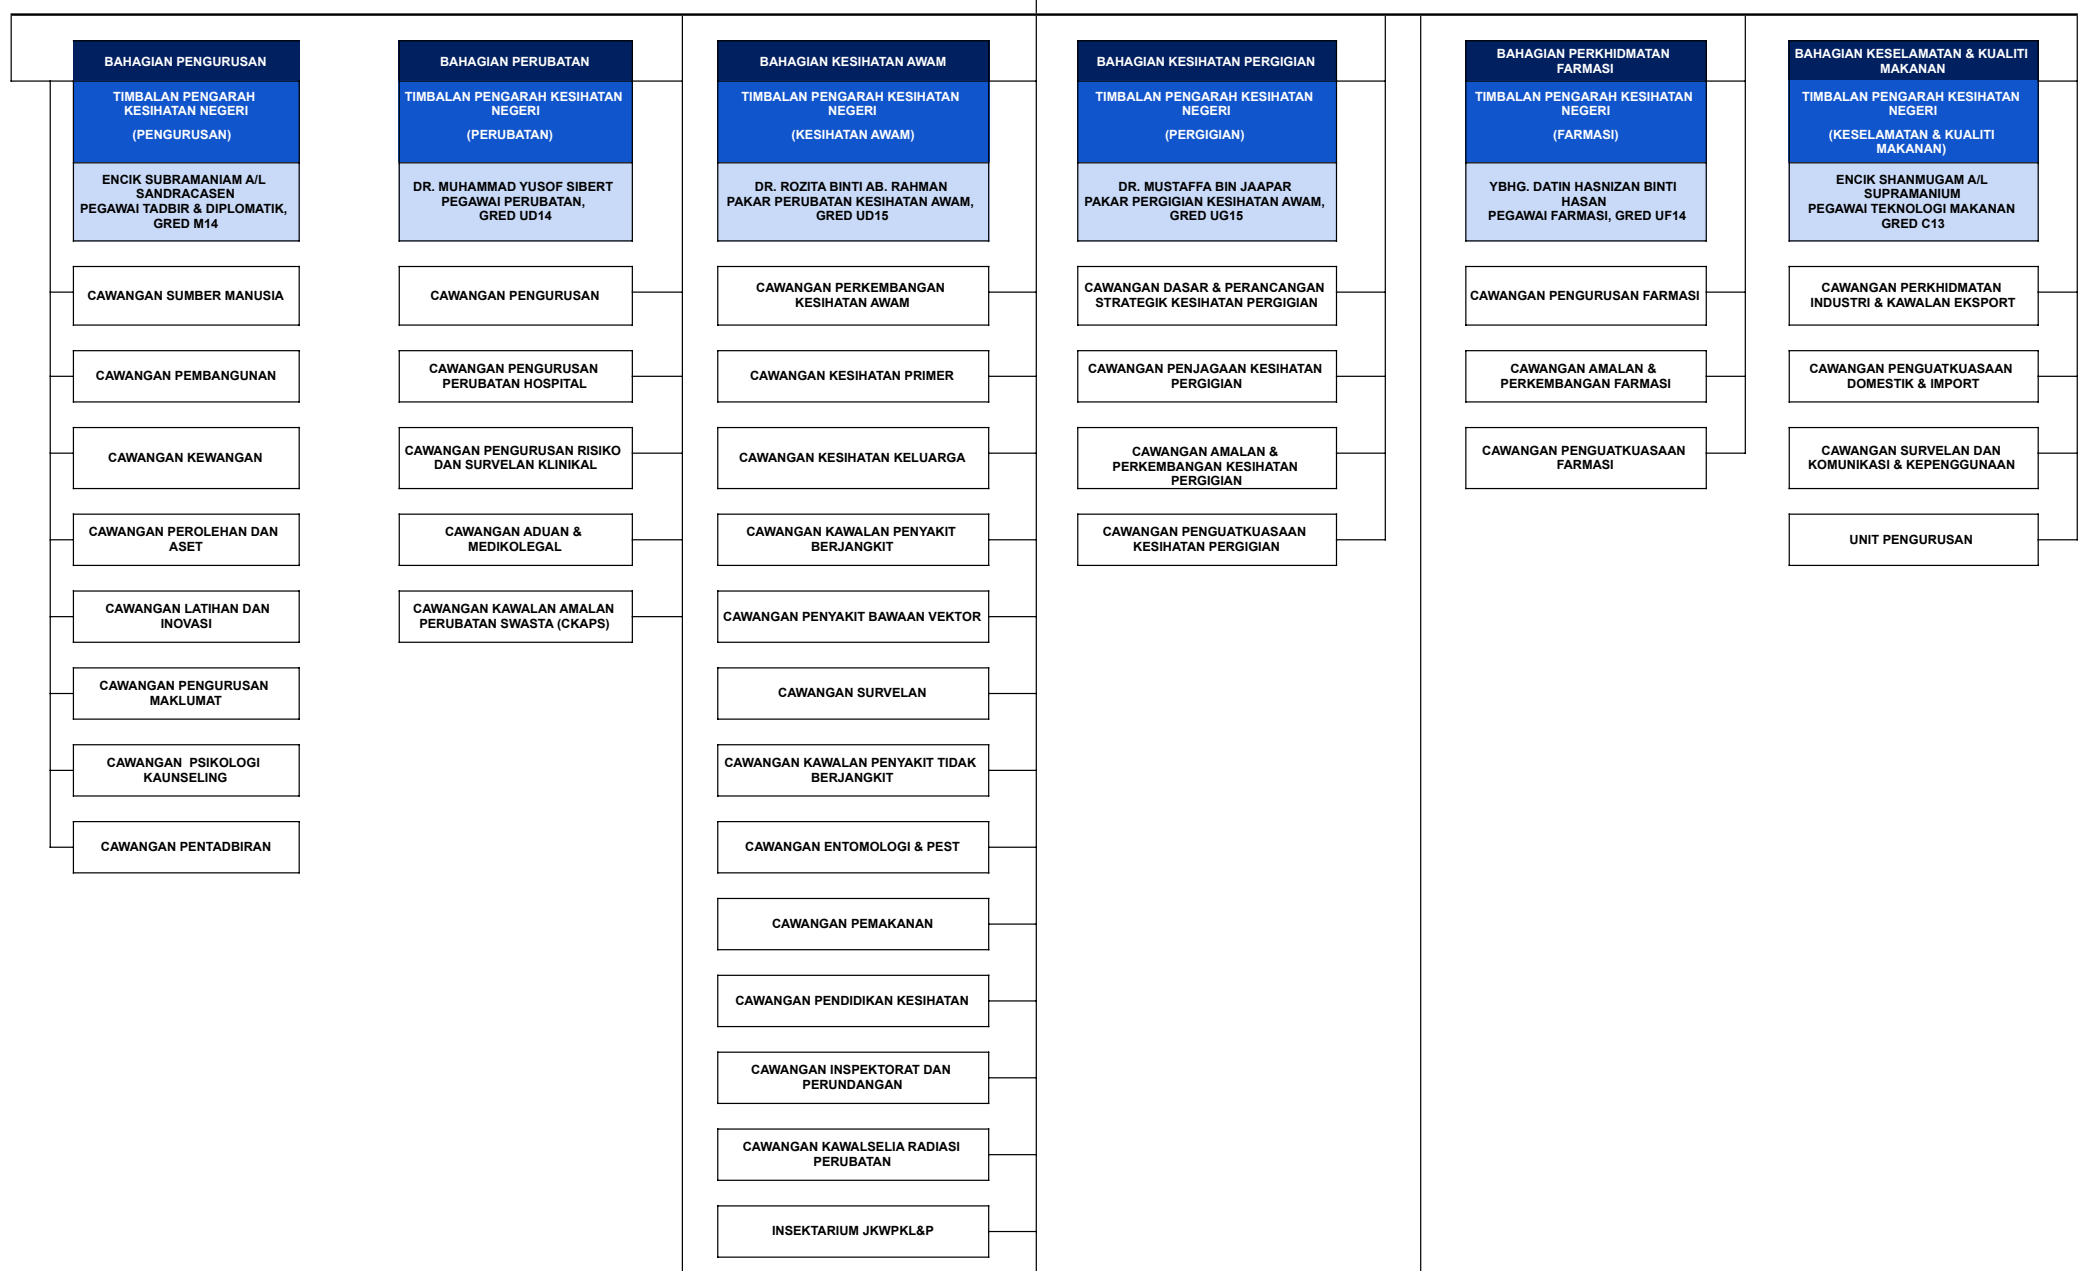 BAHAGIAN PENGURUSAN
TIMBALAN PENGARAH
KESIHATAN NEGERI
(PENGURUSAN)
ENCIK SUBRAMANIAM A/L
SANDRACASEN
PEGAWAI TADBIR & DIPLOMATIK,
GRED M14
CAWANGAN SUMBER MANUSIA
CAWANGAN PEMBANGUNAN
CAWANGAN KEWANGAN
CAWANGAN PEROLEHAN DAN
ASET
CAWANGAN LATIHAN DAN
INOVASI
CAWANGAN PENGURUSAN
MAKLUMAT
CAWANGAN  PSIKOLOGI
KAUNSELING
CAWANGAN PENTADBIRAN
BAHAGIAN PERUBATAN
TIMBALAN PENGARAH KESIHATAN
NEGERI
(PERUBATAN)
DR. MUHAMMAD YUSOF SIBERT
PEGAWAI PERUBATAN,
GRED UD14
CAWANGAN PENGURUSAN
CAWANGAN PENGURUSAN
PERUBATAN HOSPITAL
CAWANGAN PENGURUSAN RISIKO
DAN SURVELAN KLINIKAL
CAWANGAN ADUAN &
MEDIKOLEGAL
CAWANGAN KAWALAN AMALAN
PERUBATAN SWASTA (CKAPS)
BAHAGIAN KESIHATAN AWAM
TIMBALAN PENGARAH KESIHATAN
NEGERI
(KESIHATAN AWAM)
DR. ROZITA BINTI AB. RAHMAN
PAKAR PERUBATAN KESIHATAN AWAM,
GRED UD15
CAWANGAN PERKEMBANGAN
KESIHATAN AWAM
CAWANGAN KESIHATAN PRIMER
CAWANGAN KESIHATAN KELUARGA
CAWANGAN KAWALAN PENYAKIT
BERJANGKIT
CAWANGAN PENYAKIT BAWAAN VEKTOR
CAWANGAN SURVELAN
CAWANGAN KAWALAN PENYAKIT TIDAK
BERJANGKIT
CAWANGAN ENTOMOLOGI & PEST
CAWANGAN PEMAKANAN
CAWANGAN PENDIDIKAN KESIHATAN
CAWANGAN INSPEKTORAT DAN
PERUNDANGAN
CAWANGAN KAWALSELIA RADIASI
PERUBATAN
INSEKTARIUM JKWPKL&P
BAHAGIAN KESIHATAN PERGIGIAN
TIMBALAN PENGARAH KESIHATAN
NEGERI
(PERGIGIAN)
DR. MUSTAFFA BIN JAAPAR
PAKAR PERGIGIAN KESIHATAN AWAM,
GRED UG15
CAWANGAN DASAR & PERANCANGAN
STRATEGIK KESIHATAN PERGIGIAN
CAWANGAN PENJAGAAN KESIHATAN
PERGIGIAN
CAWANGAN AMALAN &
PERKEMBANGAN KESIHATAN
PERGIGIAN
CAWANGAN PENGUATKUASAAN
KESIHATAN PERGIGIAN
BAHAGIAN PERKHIDMATAN
FARMASI
TIMBALAN PENGARAH KESIHATAN
NEGERI
(FARMASI)
YBHG. DATIN HASNIZAN BINTI
HASAN
PEGAWAI FARMASI, GRED UF14
CAWANGAN PENGURUSAN FARMASI
CAWANGAN AMALAN &
PERKEMBANGAN FARMASI
CAWANGAN PENGUATKUASAAN
FARMASI
BAHAGIAN KESELAMATAN & KUALITI
MAKANAN
TIMBALAN PENGARAH KESIHATAN
NEGERI
(KESELAMATAN & KUALITI
MAKANAN)
ENCIK SHANMUGAM A/L
SUPRAMANIUM
PEGAWAI TEKNOLOGI MAKANAN
GRED C13
CAWANGAN PERKHIDMATAN
INDUSTRI & KAWALAN EKSPORT
CAWANGAN PENGUATKUASAAN
DOMESTIK & IMPORT
CAWANGAN SURVELAN DAN
KOMUNIKASI & KEPENGGUNAAN
UNIT PENGURUSAN